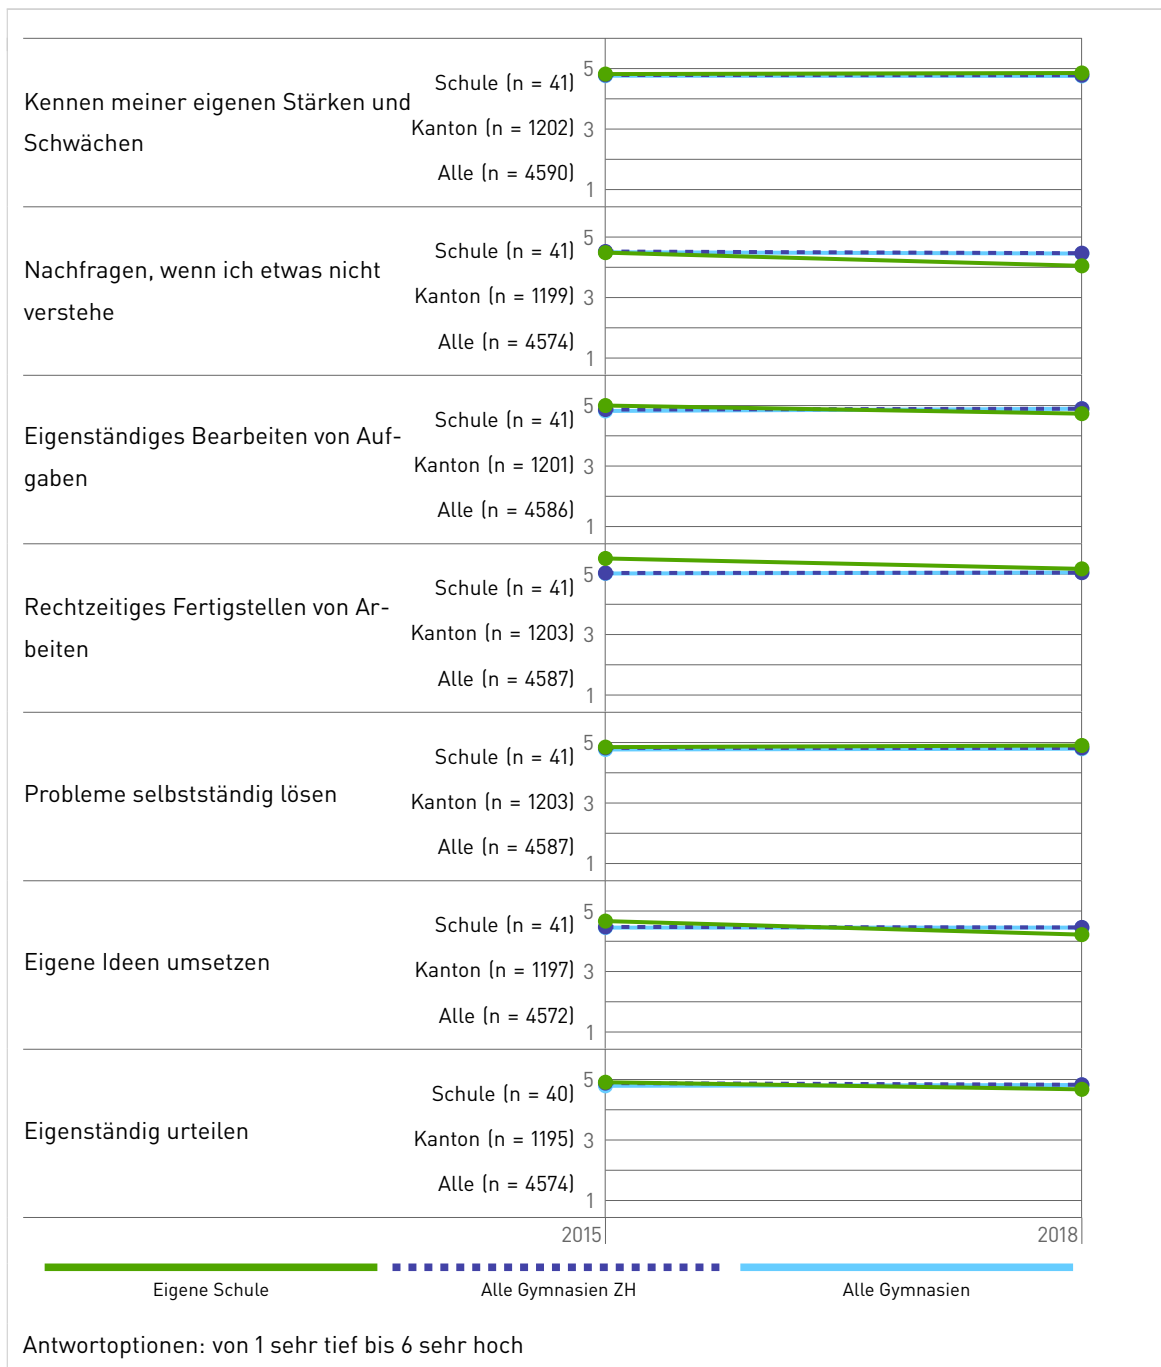 Kennen meiner eigenen Stärken und
Schwächen
Schule (n = 41)
Kanton (n = 1202)
Alle (n = 4590)
5
3
1
Nachfragen, wenn ich etwas nicht
verstehe
Schule (n = 41)
Kanton (n = 1199)
Alle (n = 4574)
5
3
1
Eigenständiges Bearbeiten von Auf-
gaben
Schule (n = 41)
Kanton (n = 1201)
Alle (n = 4586)
5
3
1
Rechtzeitiges Fertigstellen von Ar-
beiten
Schule (n = 41)
Kanton (n = 1203)
Alle (n = 4587)
5
3
1
Probleme selbstständig lösen
Schule (n = 41)
Kanton (n = 1203)
Alle (n = 4587)
5
3
1
Eigene Ideen umsetzen
Schule (n = 41)
Kanton (n = 1197)
Alle (n = 4572)
5
3
1
Eigenständig urteilen
Schule (n = 40)
Kanton (n = 1195)
Alle (n = 4574)
5
3
1
2015 2018
Eigene Schule Alle Gymnasien ZH Alle Gymnasien
Antwortoptionen: von 1 sehr tief bis 6 sehr hoch